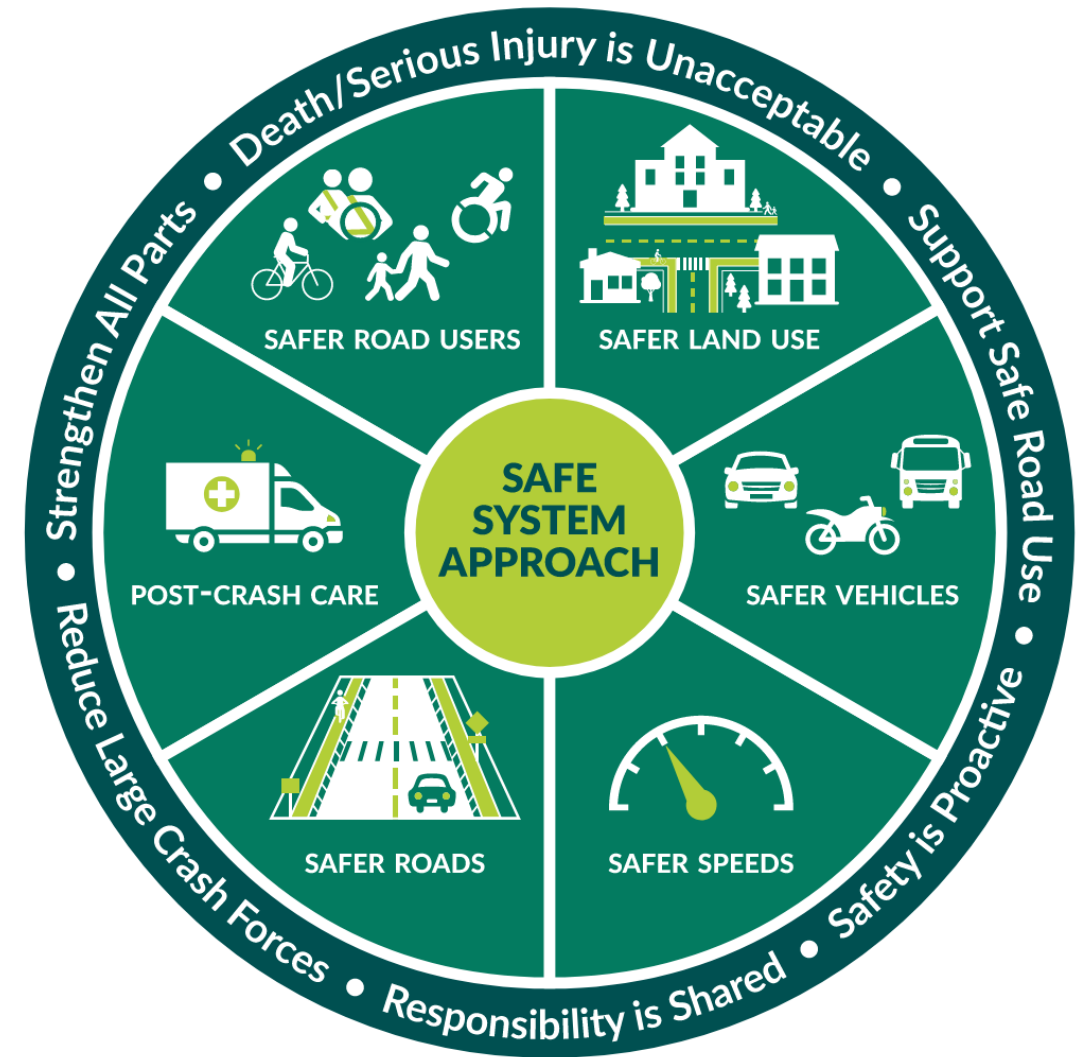 Death/Serious Injury is Unacceptable
•
Support Safe Road Use
•
Safety is Proactive
•
Responsibility is Shared
•
Reduce Large Crash Forces
•
Strengthen All Parts
•
SAFER ROAD USERS
SAFER LAND USE
SAFE
SYSTEM
APPROACH
POST-CRASH CARE
SAFER VEHICLES
SAFER ROADS
SAFER SPEEDS